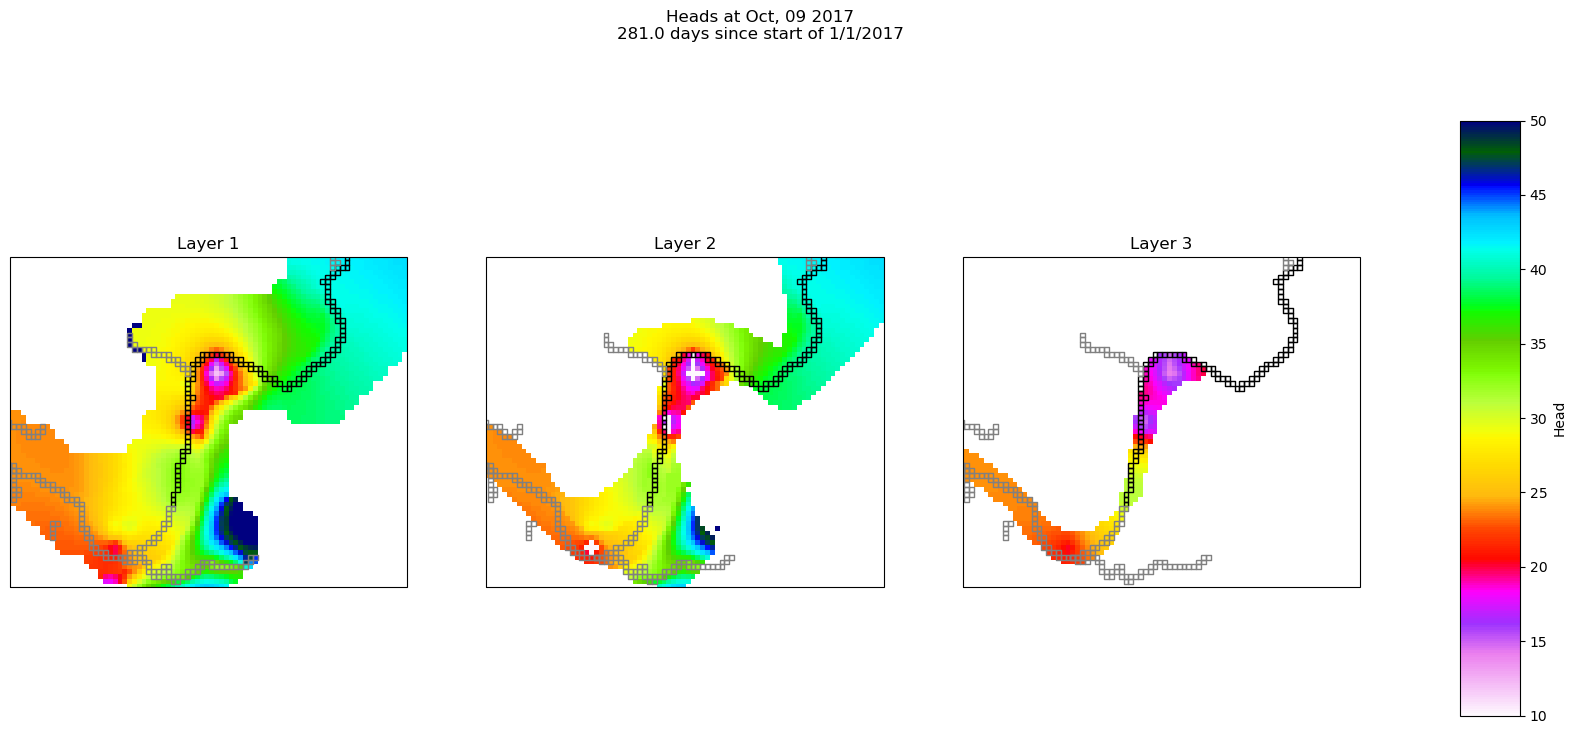 Heads at Oct, 09 2017
281.0 days since start of 1/1/2017
Layer 1
Layer 2
Layer 3
50
45
40
35
30
25
20
15
10
Head